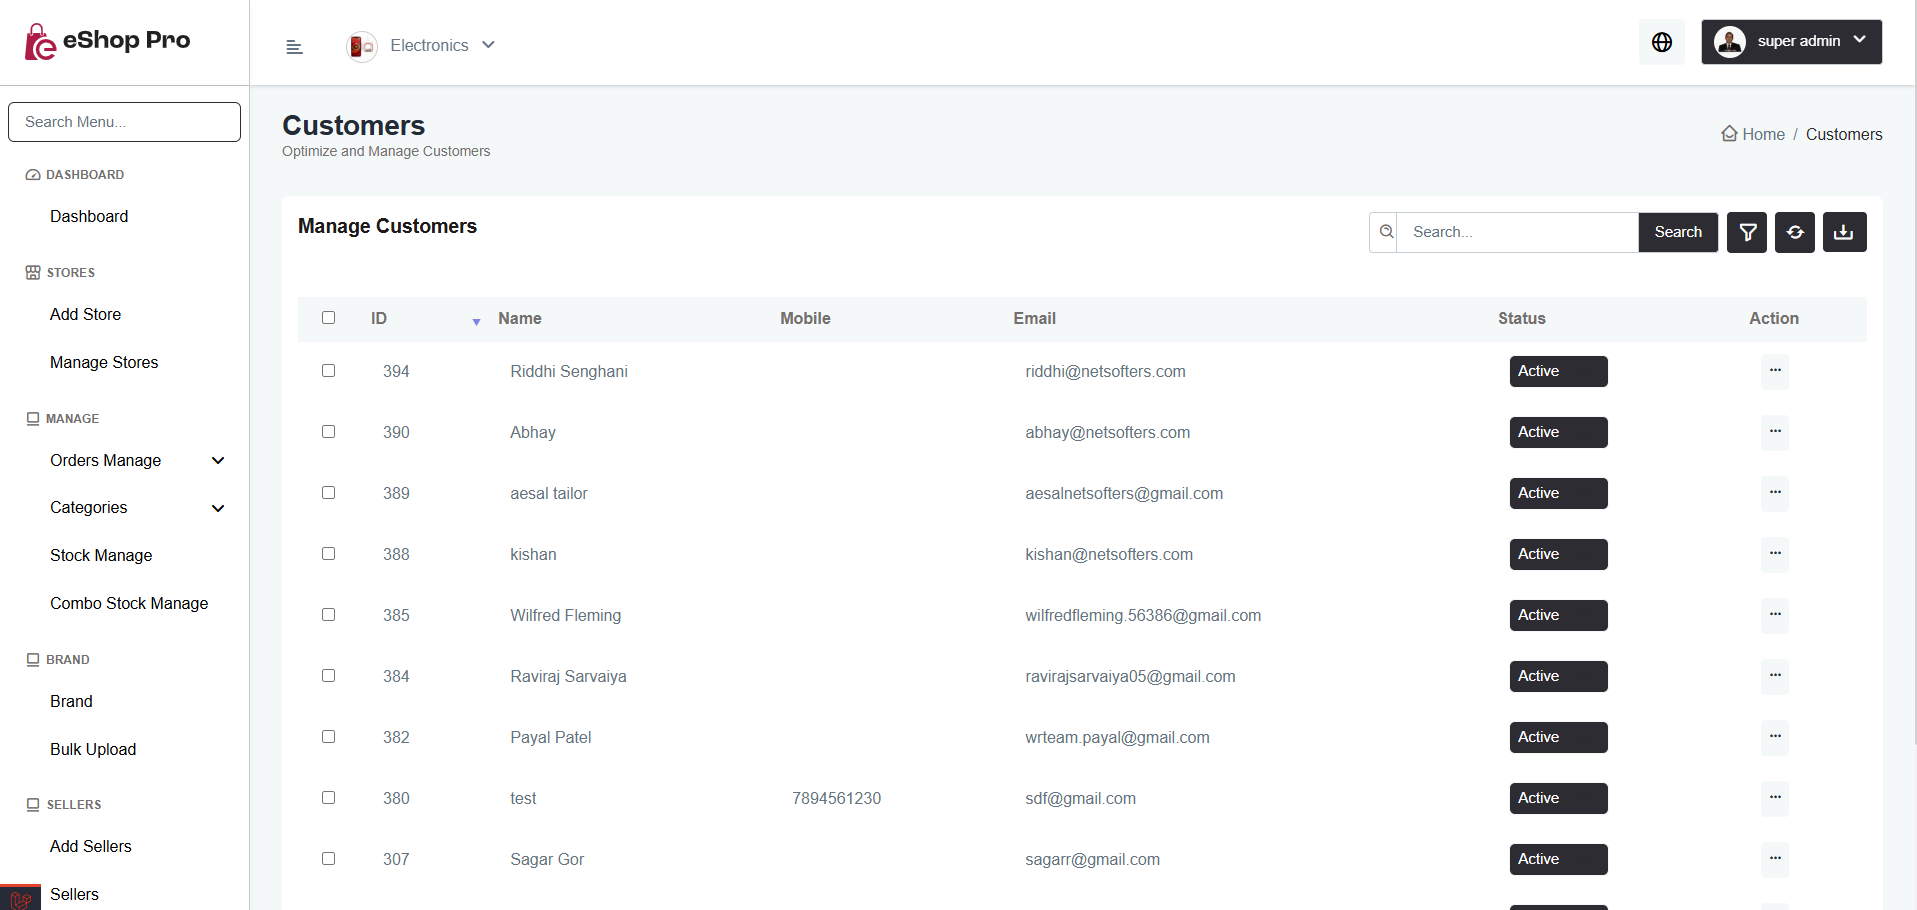 eShop Pro
Electronics
super admin
Search Menu...
DASHBOARD
Dashboard
STORES
Add Store
Manage Stores
MANAGE
Orders Manage
Categories
Stock Manage
Combo Stock Manage
BRAND
Brand
Bulk Upload
SELLERS
Add Sellers
Sellers
Customers
Optimize and Manage Customers
Home / Customers
Manage Customers
Search... Search
ID Name Mobile Email Status Action
394 Riddhi Senghani riddhi@netsofters.com Active ...
390 Abhay abhay@netsofters.com Active ...
389 aesal tailor aesalnetsofters@gmail.com Active ...
388 kishan kishan@netsofters.com Active ...
385 Wilfred Fleming wilfredfleming.56386@gmail.com Active ...
384 Raviraj Sarvaiya ravirajsarvaiya05@gmail.com Active ...
382 Payal Patel wrteam.payal@gmail.com Active ...
380 test 7894561230 sdf@gmail.com Active ...
307 Sagar Gor sagarr@gmail.com Active ...